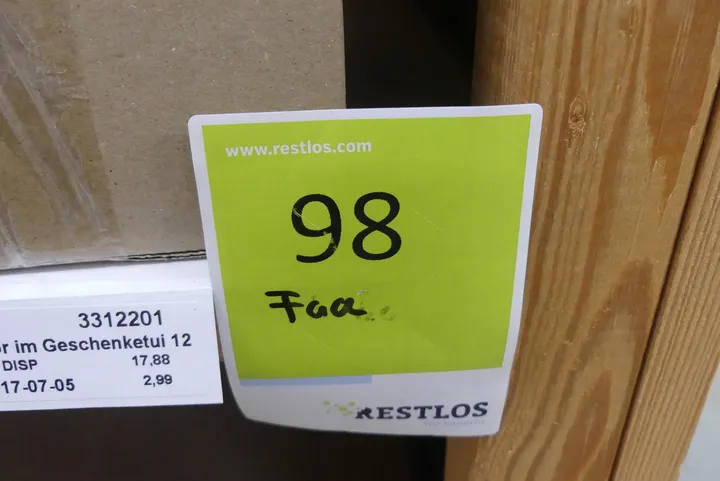 www.restlos.com
98
Faa
RESTLOS
3312201
r im Geschenketui 12
DISP 17,88
17-07-05 2,99